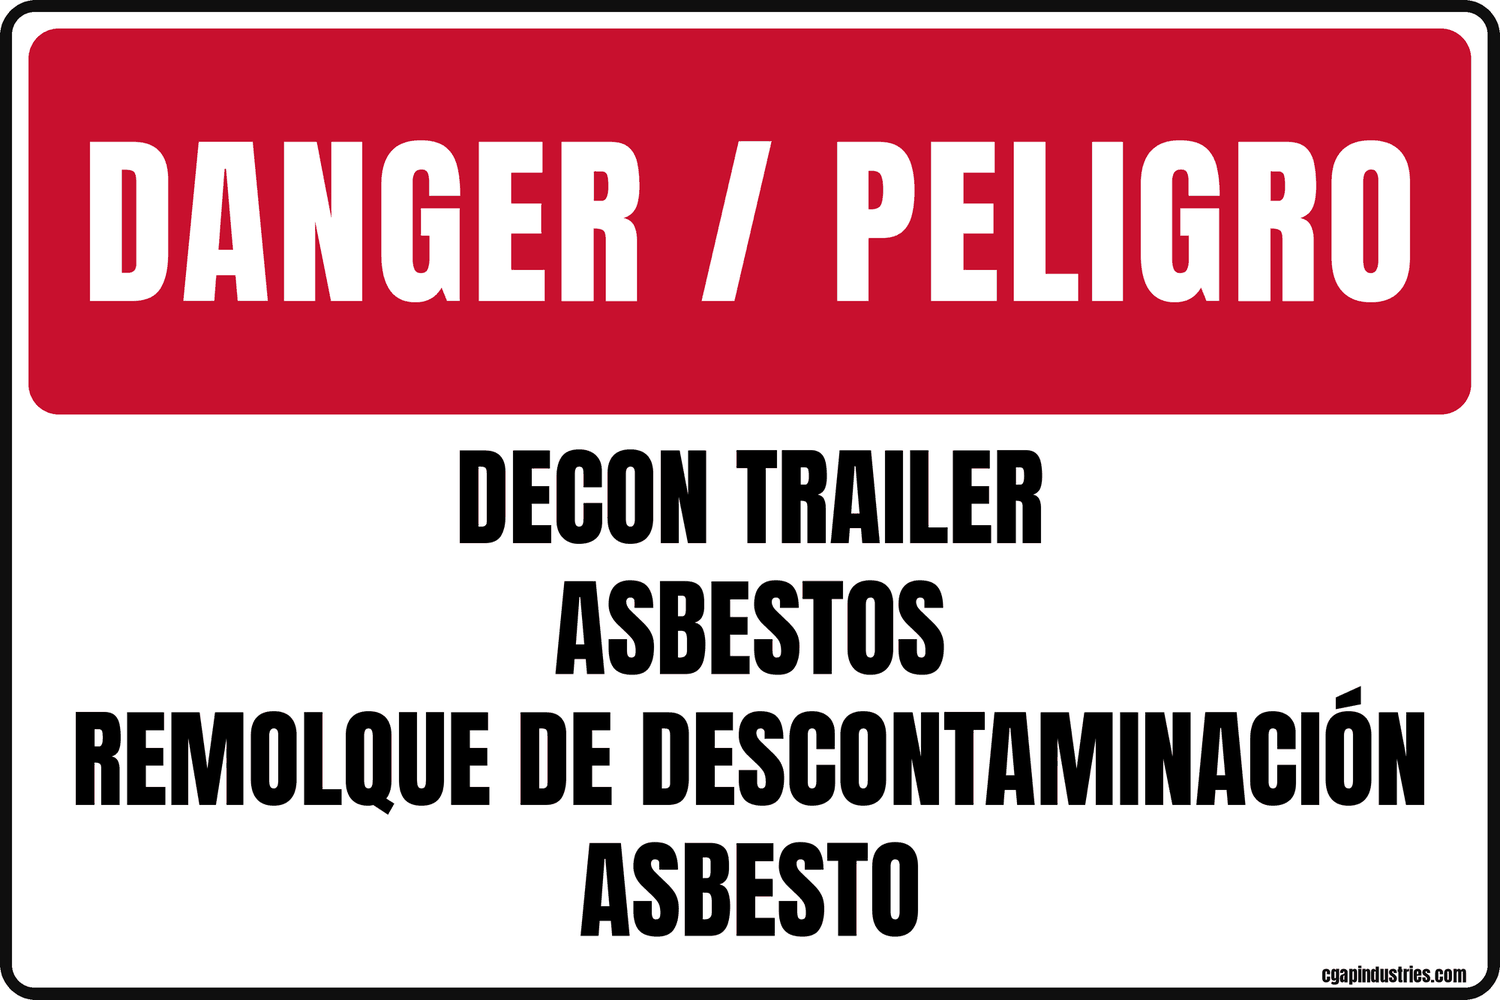 DANGER / PELIGRO
DECON TRAILER
ASBESTOS
REMOLQUE DE DESCONTAMINACIÓN
ASBESTO
cgapindustries.com